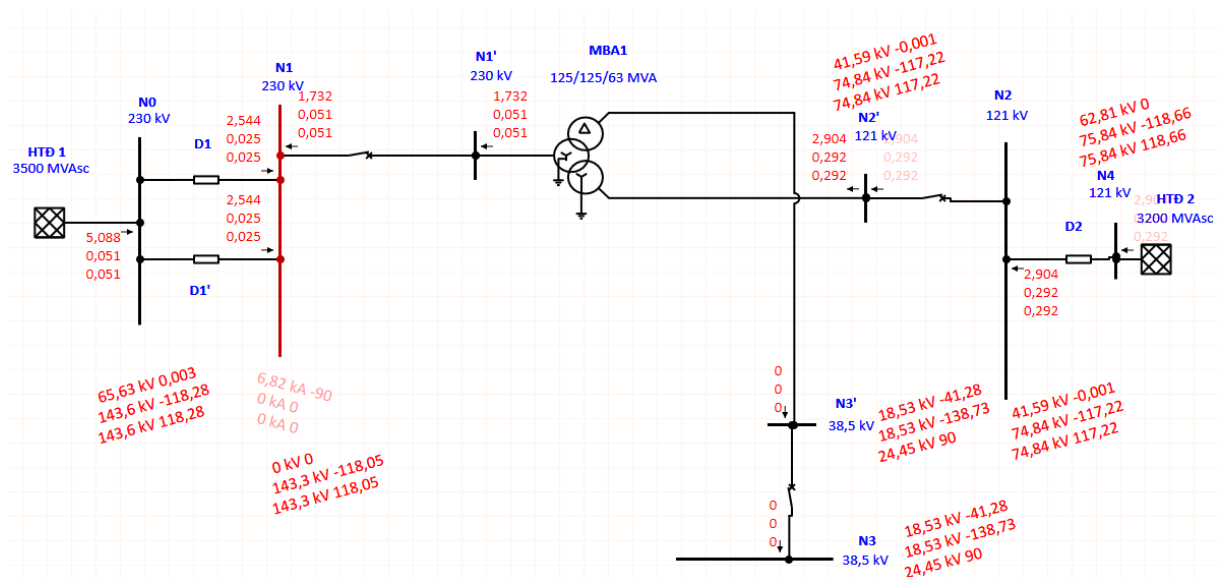 N0
230 kV
HTĐ 1
3500 MVAsc
5,088
0,051
0,051
D1
2,544
0,025
0,025
2,544
0,025
0,025
D1'
65,63 kV 0,003
143,6 kV -118,28
143,6 kV 118,28
N1
230 kV
1,732
0,051
0,051
6,82 kA -90
0 kA 0
0 kA 0
0 kV 0
143,3 kV -118,05
143,3 kV 118,05
N1'
230 kV
1,732
0,051
0,051
MBA1
125/125/63 MVA
41,59 kV -0,001
74,84 kV -117,22
74,84 kV 117,22
N2'
121 kV
2,904
0,292
0,292
2,904
0,292
0,292
N2
121 kV
62,81 kV 0
75,84 kV -118,66
75,84 kV 118,66
N4
121 kV
HTĐ 2
3200 MVAsc
0,292
D2
2,904
0,292
0,292
41,59 kV -0,001
74,84 kV -117,22
74,84 kV 117,22
0
0
0
N3'
38,5 kV
18,53 kV -41,28
18,53 kV -138,73
24,45 kV 90
0
0
0
N3
38,5 kV
18,53 kV -41,28
18,53 kV -138,73
24,45 kV 90